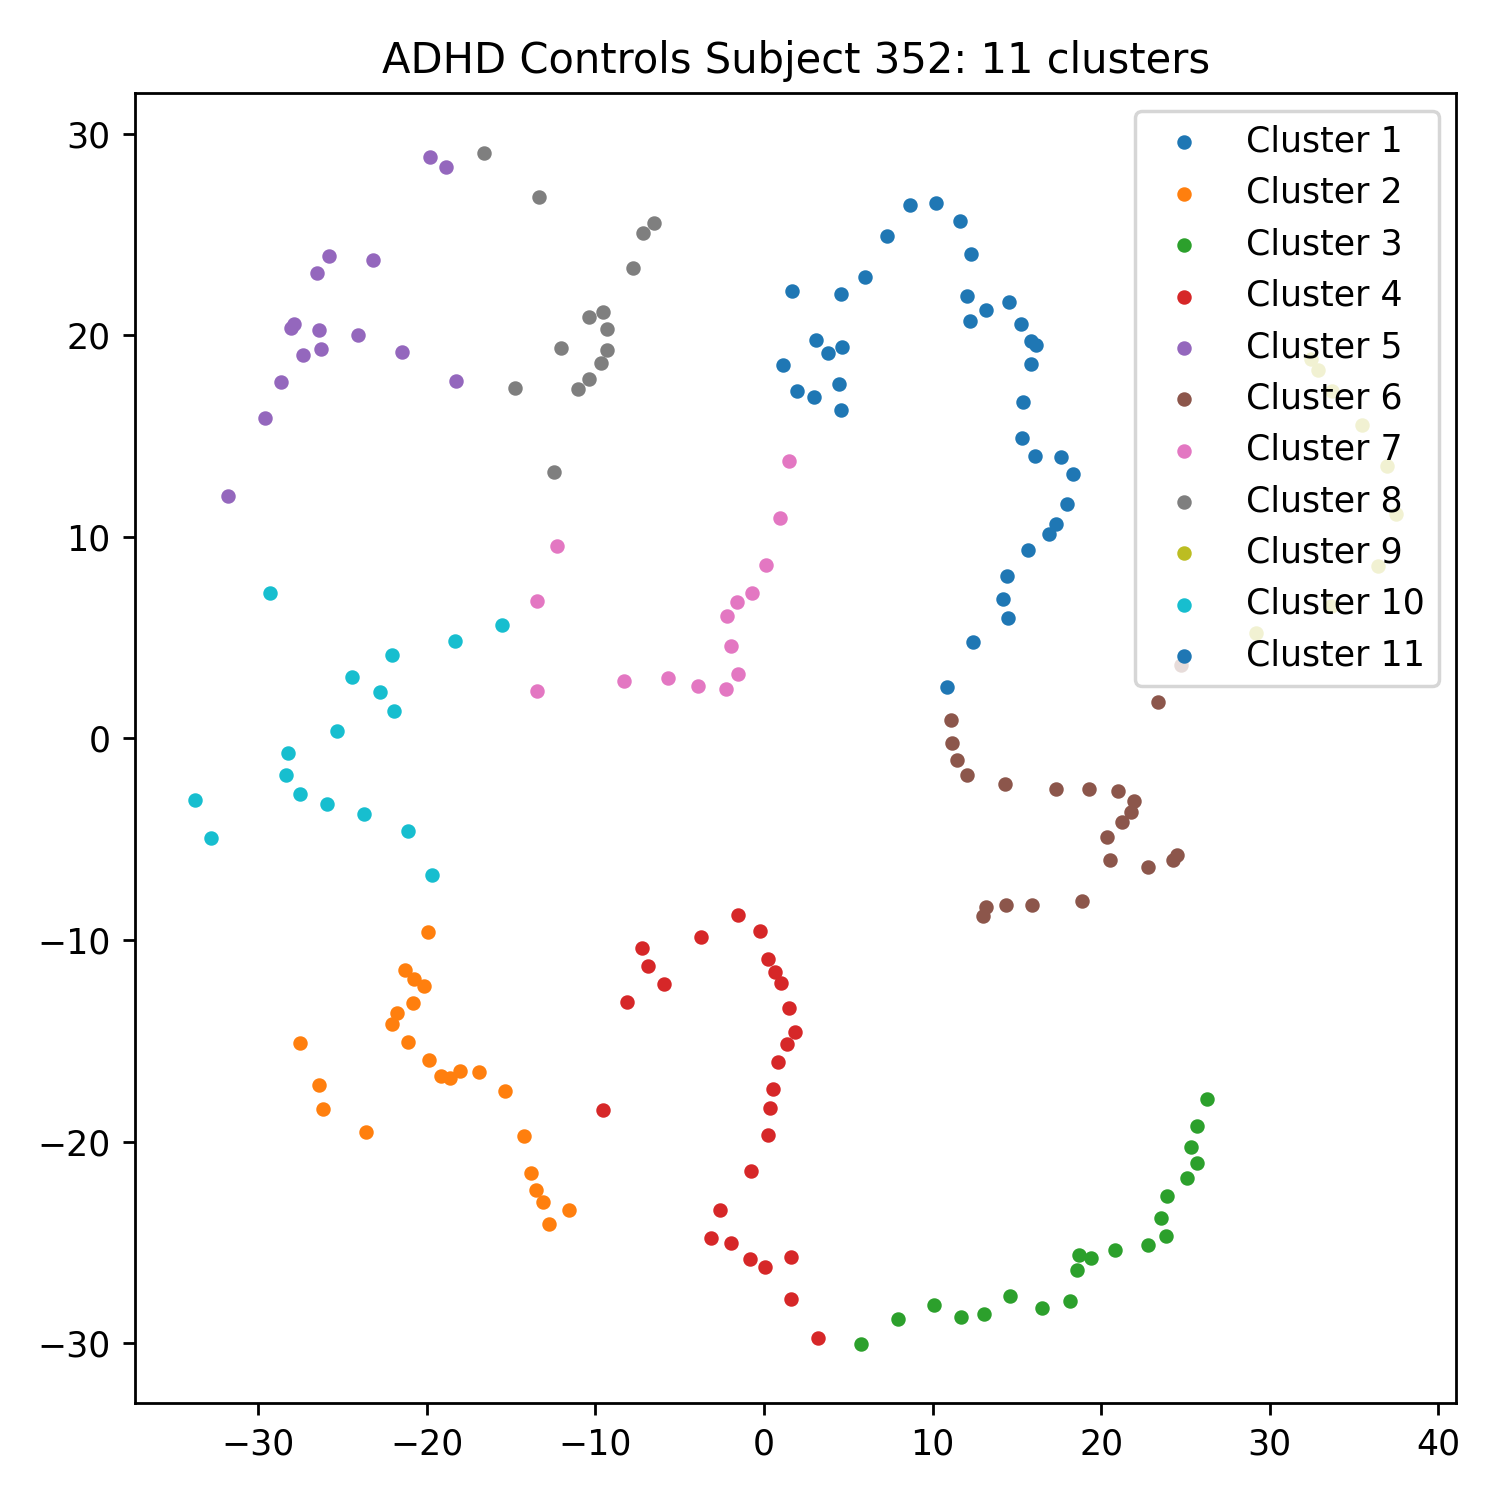 ADHD Controls Subject 352: 11 clusters
30
20
10
0
−10
−20
−30
−30
−20
−10
0
10
20
30
40
Cluster 1
Cluster 2
Cluster 3
Cluster 4
Cluster 5
Cluster 6
Cluster 7
Cluster 8
Cluster 9
Cluster 10
Cluster 11